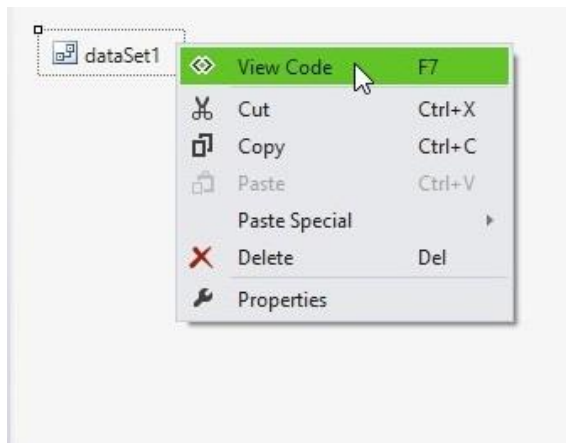 dataSet1
View Code F7
Cut Ctrl+X
Copy Ctrl+C
Paste Ctrl+V
Paste Special
Delete Del
Properties